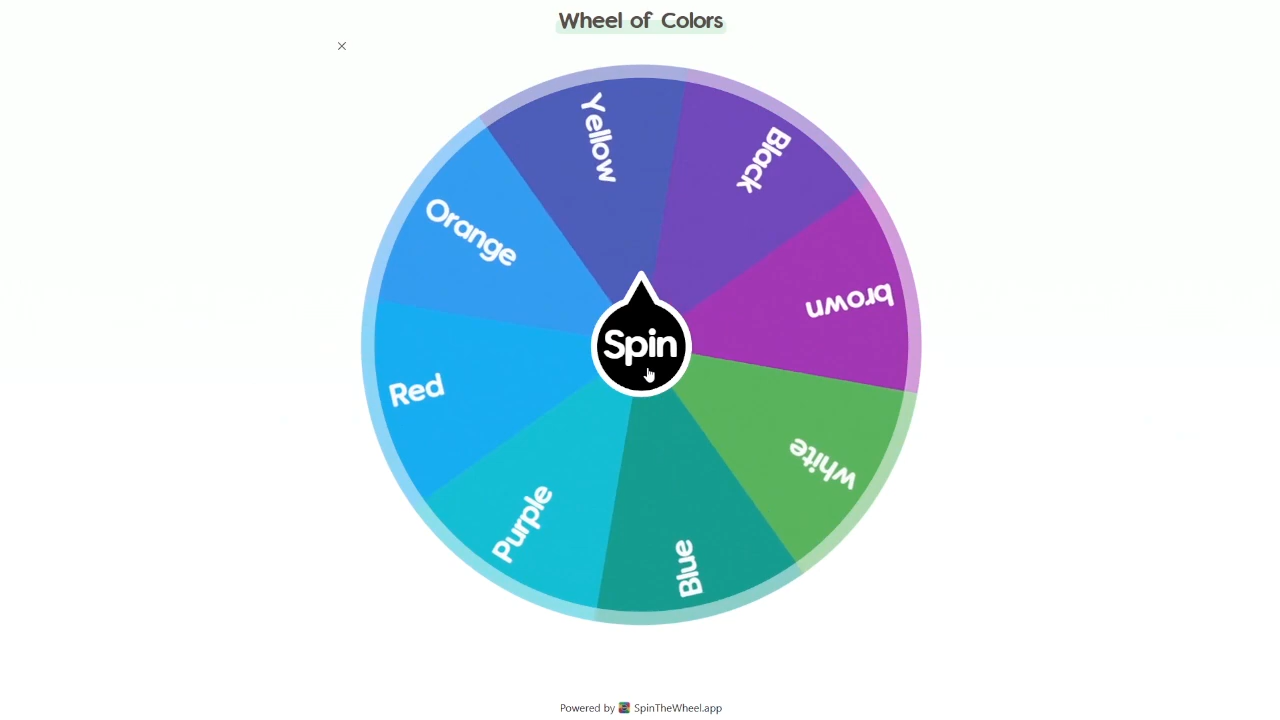 Wheel of Colors
Yellow
Black
Orange
brown
Spin
Red
white
Purple
Blue
Powered by SpinTheWheel.app